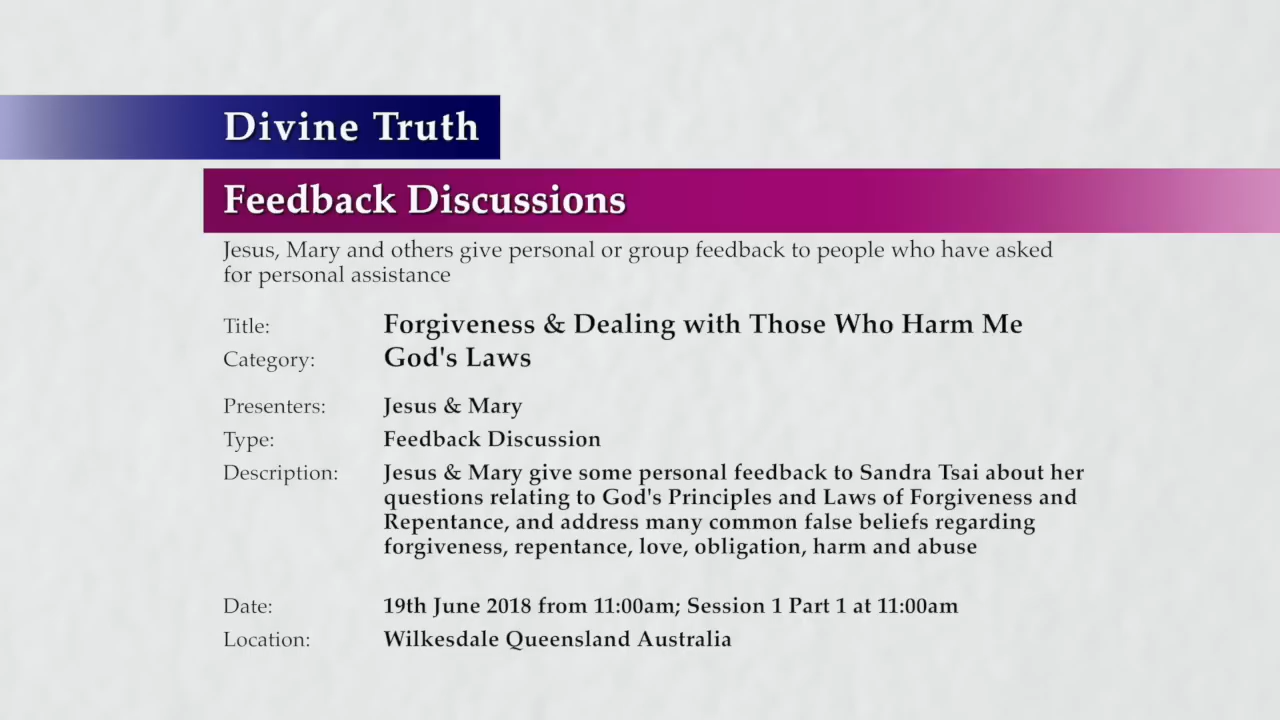 Divine Truth
Feedback Discussions
Jesus, Mary and others give personal or group feedback to people who have asked
for personal assistance
Title: Forgiveness & Dealing with Those Who Harm Me
Category: God's Laws
Presenters: Jesus & Mary
Type: Feedback Discussion
Description: Jesus & Mary give some personal feedback to Sandra Tsai about her
questions relating to God's Principles and Laws of Forgiveness and
Repentance, and address many common false beliefs regarding
forgiveness, repentance, love, obligation, harm and abuse
Date: 19th June 2018 from 11:00am; Session 1 Part 1 at 11:00am
Location: Wilkesdale Queensland Australia